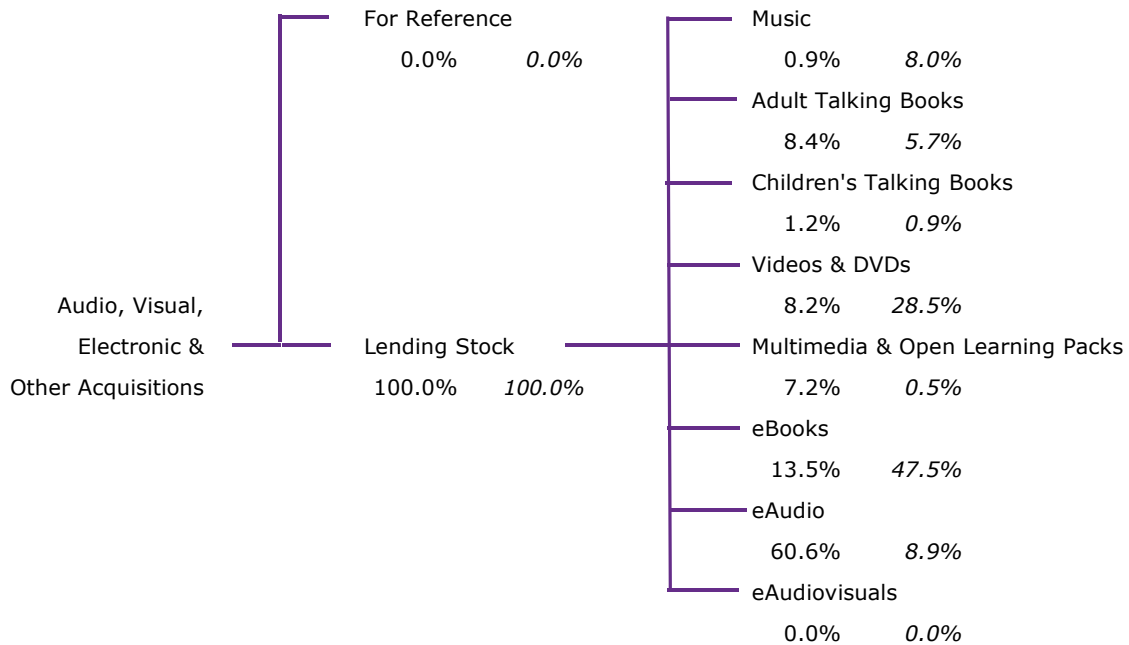 For Reference
0.0% 0.0%
Audio, Visual,
Electronic &
Other Acquisitions
Lending Stock
100.0% 100.0%
Music
0.9% 8.0%
Adult Talking Books
8.4% 5.7%
Children's Talking Books
1.2% 0.9%
Videos & DVDs
8.2% 28.5%
Multimedia & Open Learning Packs
7.2% 0.5%
eBooks
13.5% 47.5%
eAudio
60.6% 8.9%
eAudiovisuals
0.0% 0.0%